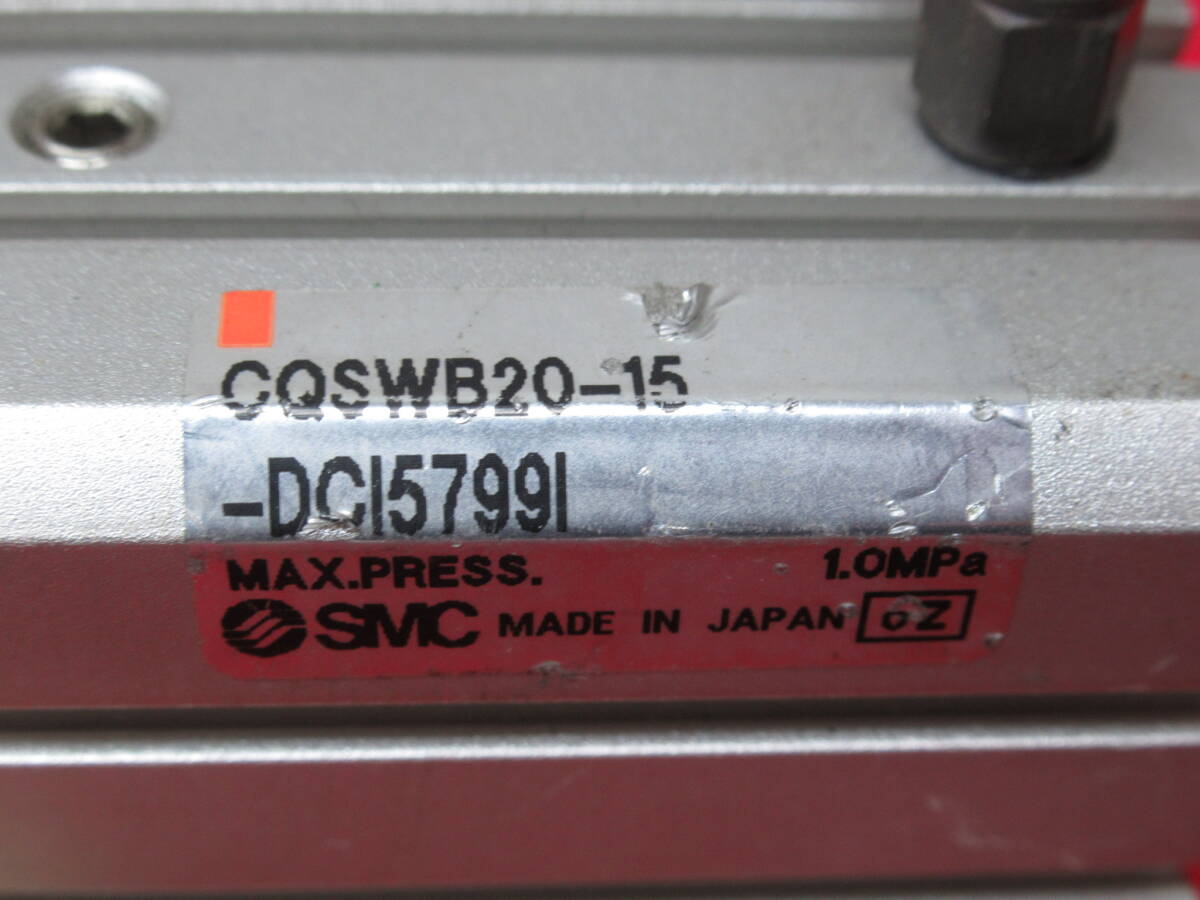 CQSWB20-15
-DCI5799I
MAX.PRESS. 1.0MPa
SMC MADE IN JAPAN oZ